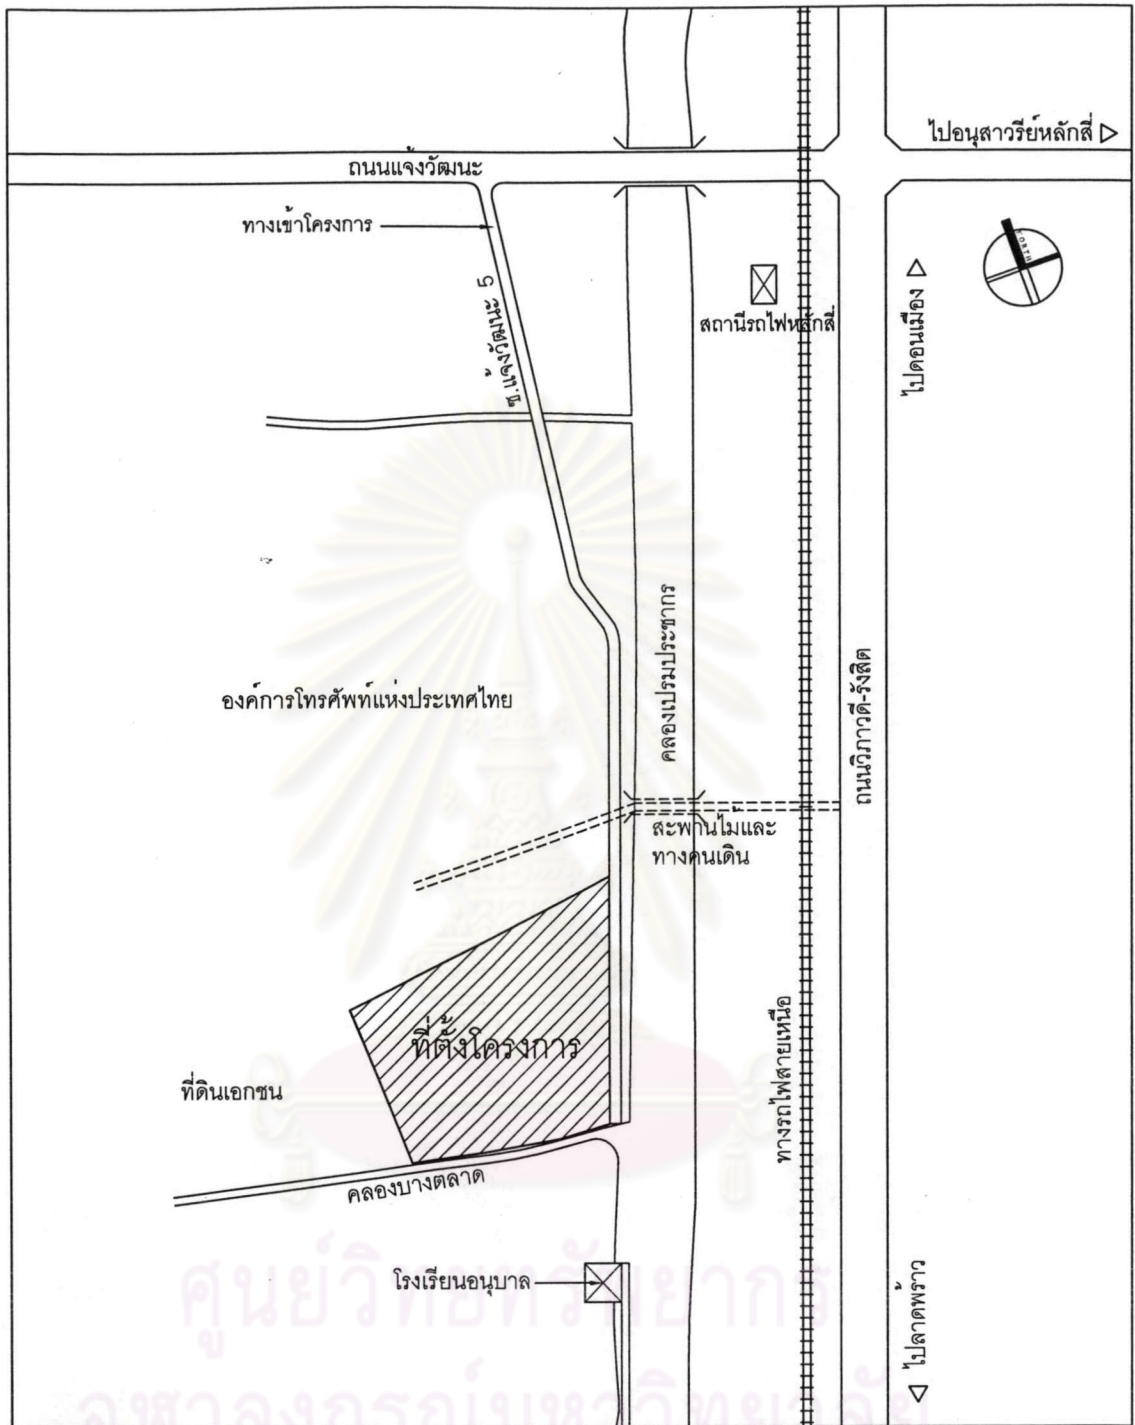 ไปอนุสาวรีย์หลักสี่
ถนนแจ้งวัฒนะ
ทางเข้าโครงการ
ซ.แจ้งวัฒนะ 5
NORTH
สถานีรถไฟหลักสี่
ไปดอนเมือง
คลองเปรมประชากร
ถนนวิภาวดี-รังสิต
องค์การโทรศัพท์แห่งประเทศไทย
สะพานไม้และ
ทางคนเดิน
ที่ตั้งโครงการ
ทางรถไฟสายเหนือ
ที่ดินเอกชน
คลองบางตลาด
โรงเรียนอนุบาล
ไปลาดพร้าว
ศูนย์วิทยทรัพยากร
จุฬาลงกรณ์มหาวิทยาลัย